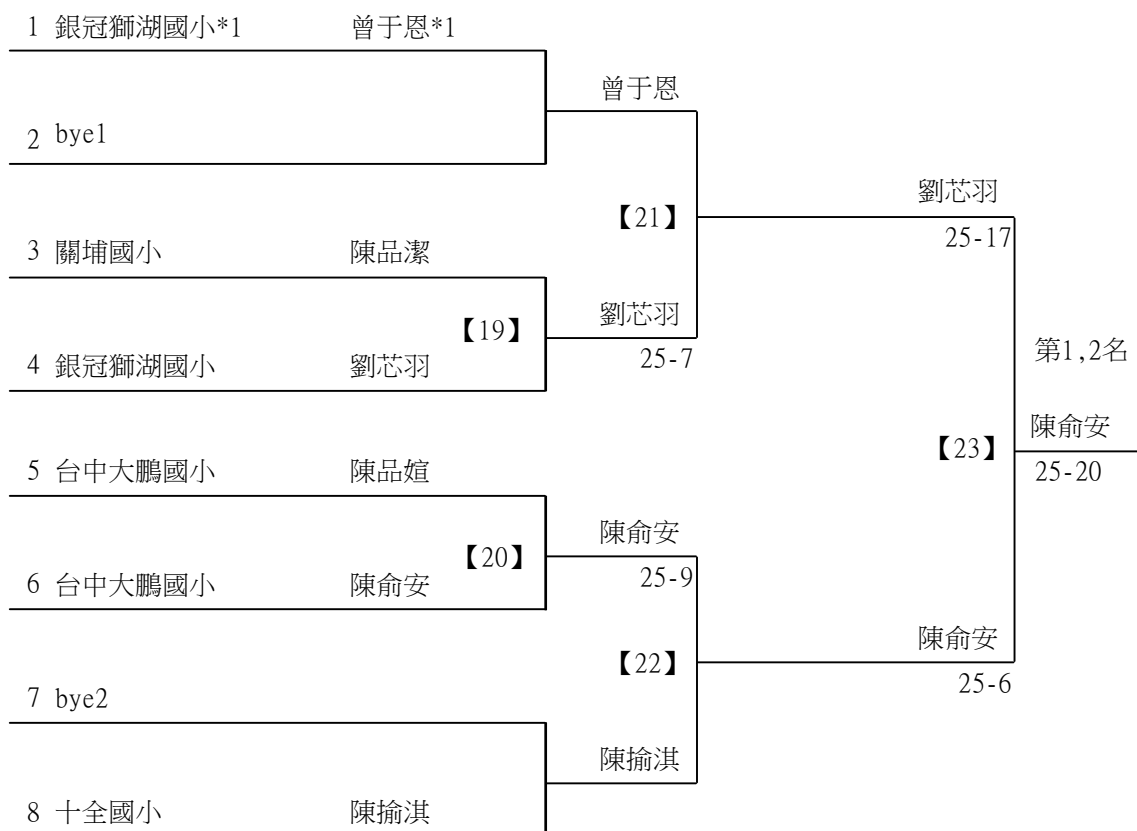 1 銀冠獅湖國小*1 曾于恩*1
曾于恩
2 bye1
劉芯羽
【21】
25-17
3 關埔國小 陳品潔
劉芯羽
【19】
25-7
第1,2名
4 銀冠獅湖國小 劉芯羽
陳俞安
【23】
25-20
5 台中大鵬國小 陳品媗
陳俞安
【20】
25-9
6 台中大鵬國小 陳俞安
陳俞安
【22】
25-6
7 bye2
陳揄淇
8 十全國小 陳揄淇